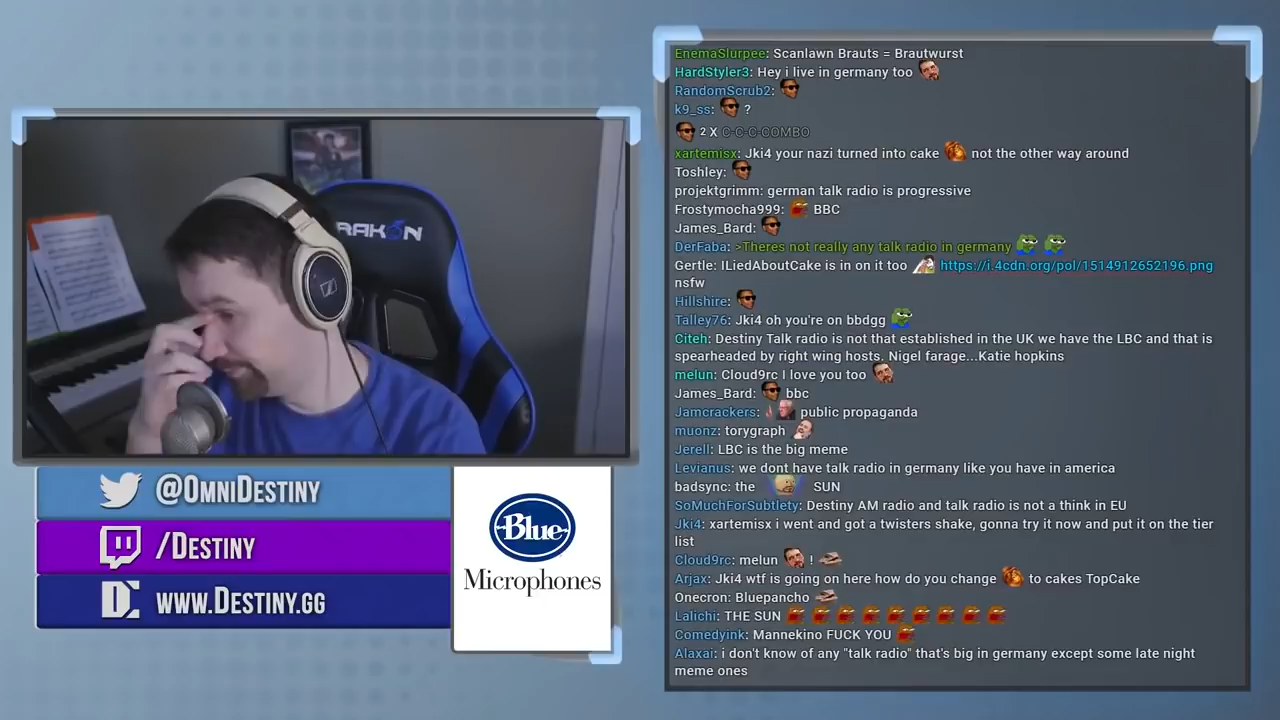 RAKON
@OmniDestiny
/Destiny
www.Destiny.gg
Blue
Microphones
EnemaSlurpee: Scanlawn Brauts = Brautwurst
HardStyler3: Hey i live in germany too
RandomScrub2:
k9_ss: ?
2 X C-C-C-COMBO
xartemisx: Jki4 your nazi turned into cake not the other way around
Toshley:
projektgrimm: german talk radio is progressive
Frostymocha999: BBC
James_Bard:
DerFaba: >Theres not really any talk radio in germany
Gertle: ILiedAboutCake is in on it too https://i.4cdn.org/pol/1514912652196.png
nsfw
Hillshire:
Talley76: Jki4 oh you're on bbdgg
Citeh: Destiny Talk radio is not that established in the UK we have the LBC and that is
spearheaded by right wing hosts. Nigel farage...Katie hopkins
melun: Cloud9rc I love you too
James_Bard: bbc
Jamcrackers: public propaganda
muonz: torygraph
Jerell: LBC is the big meme
Levianus: we dont have talk radio in germany like you have in america
badsync: the SUN
SoMuchForSubtlety: Destiny AM radio and talk radio is not a think in EU
Jki4: xartemisx i went and got a twisters shake, gonna try it now and put it on the tier
list
Cloud9rc: melun !
Arjax: Jki4 wtf is going on here how do you change to cakes TopCake
Onecron: Bluepancho
Lalichi: THE SUN
Comedyink: Mannekino FUCK YOU
Alaxai: i don't know of any "talk radio" that's big in germany except some late night
meme ones